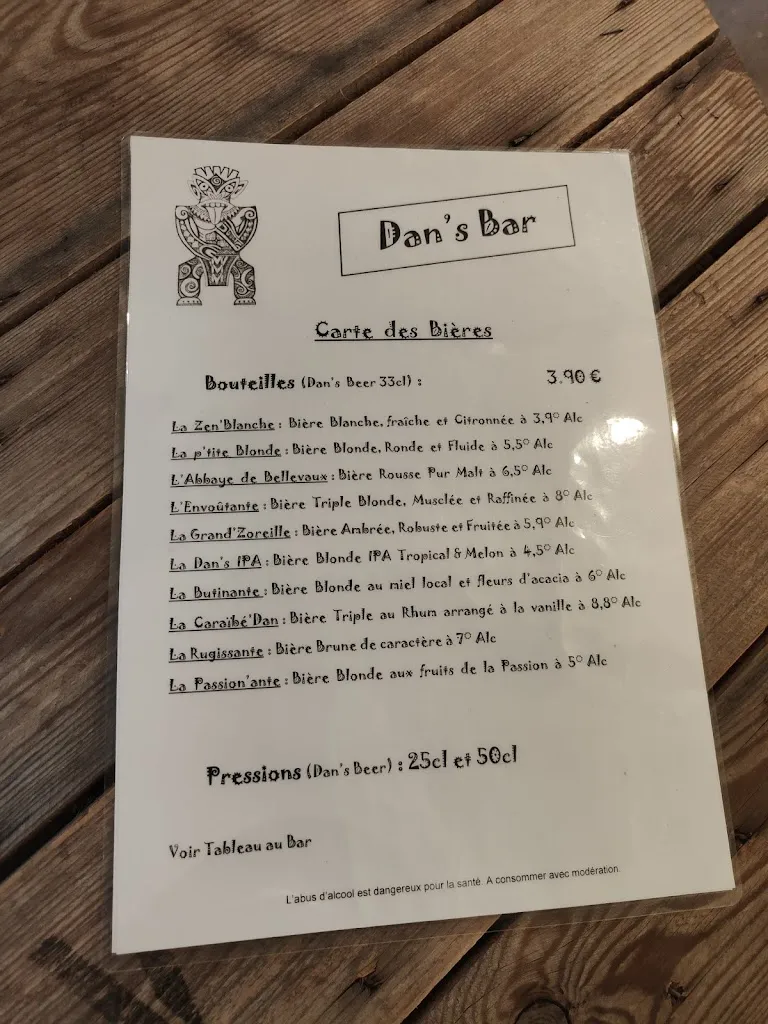 Dan's Bar
Carte des Bières
Bouteilles (Dan's Beer 33cl) : 3.90 €
La Zen'Blanche : Bière Blanche, fraîche et Citronnée à 3,9° Alc
La p'tite Blonde : Bière Blonde, Ronde et Fluide à 5,5° Alc
L'Abbaye de Bellevaux : Bière Rousse Pur Malt à 6,5° Alc
L'Envoûtante : Bière Triple Blonde, Musclée et Raffinée à 8° Alc
La Grand'Zoreille : Bière Ambrée, Robuste et Fruitée à 5,9° Alc
La Dan's IPA : Bière Blonde IPA Tropical & Melon à 4,5° Alc
La Butinante : Bière Blonde au miel local et fleurs d'acacia à 6° Alc
La Caraïbé'Dan : Bière Triple au Rhum arrangé à la vanille à 8,8° Alc
La Rugissante : Bière Brune de caractère à 7° Alc
La Passion'ante : Bière Blonde aux fruits de la Passion à 5° Alc
Pressions (Dan's Beer) : 25cl et 50cl
Voir Tableau au Bar
L'abus d'alcool est dangereux pour la santé. A consommer avec modération.